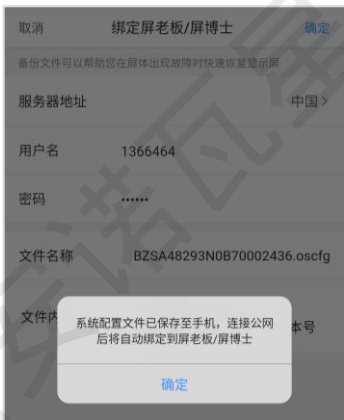 取消 绑定屏老板/屏博士 确定
备份文件可以帮助您在屏体出现故障时快速恢复显示屏
服务器地址 中国 >
用户名 1366464
密码 ••••••
文件名称 BZSA48293N0B70002436.oscfg
文件内
本号
系统配置文件已保存至手机，连接公网
后将自动绑定到屏老板/屏博士
确定
安诺瓦星